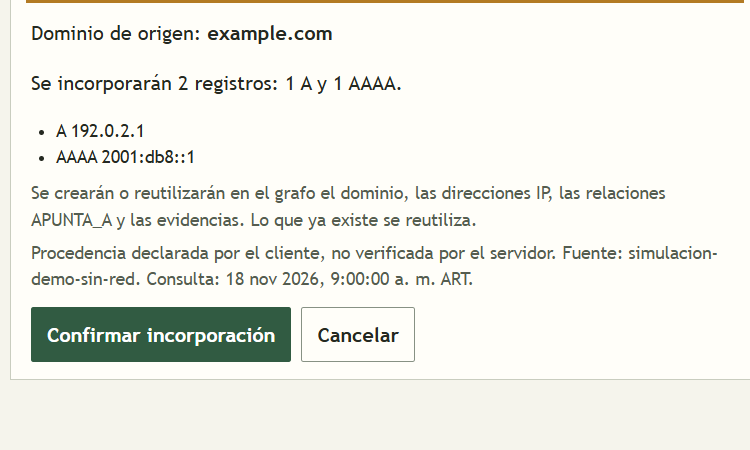 Dominio de origen: example.com
Se incorporarán 2 registros: 1 A y 1 AAAA.
• A 192.0.2.1
• AAAA 2001:db8::1
Se crearán o reutilizarán en el grafo el dominio, las direcciones IP, las relaciones
APUNTA_A y las evidencias. Lo que ya existe se reutiliza.
Procedencia declarada por el cliente, no verificada por el servidor. Fuente: simulacion-
demo-sin-red. Consulta: 18 nov 2026, 9:00:00 a. m. ART.
Confirmar incorporación
Cancelar